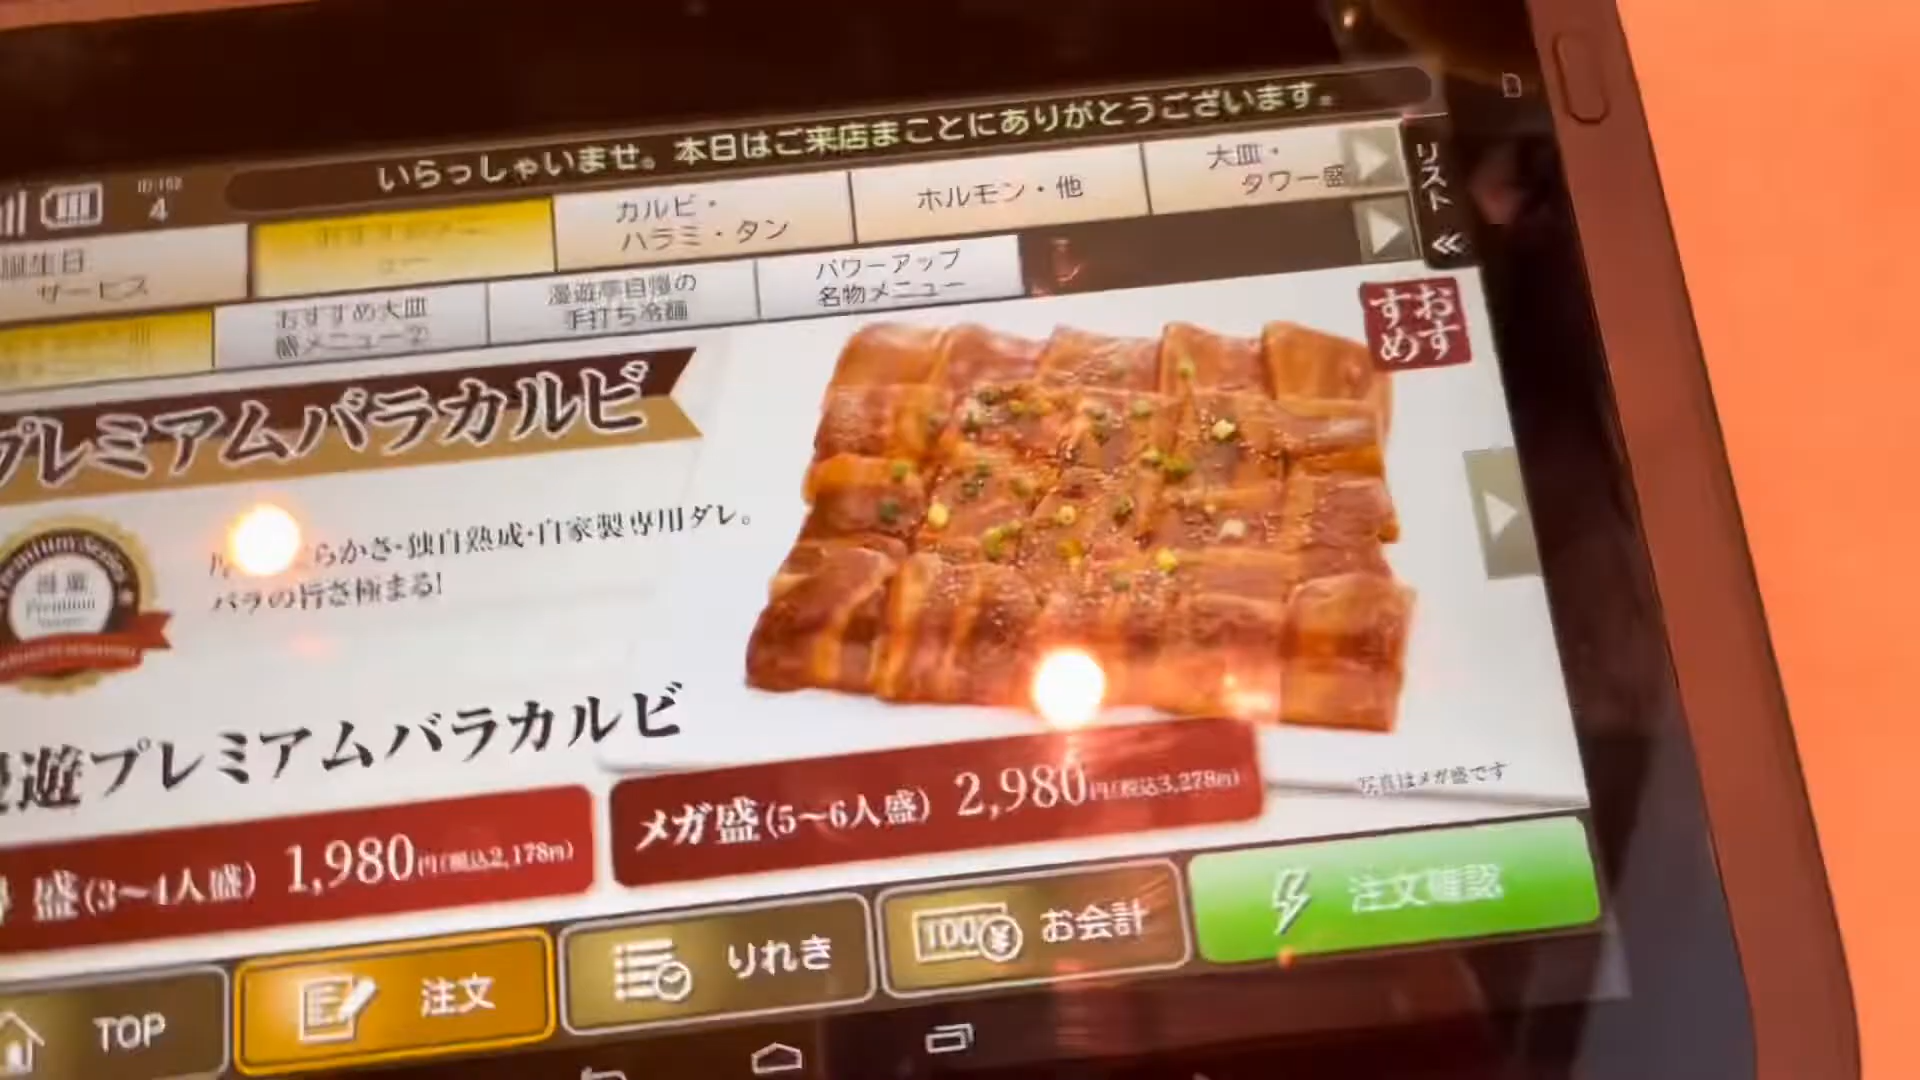 いらっしゃいませ。本日はご来店まことにありがとうございます。
ID:162
4
誕生日
サービス
カルビ・
ハラミ・タン
ホルモン・他
大皿・
タワー盛
リスト
おすすめ大皿
盛メニュー②
漫遊亭自慢の
手打ち冷麺
パワーアップ
名物メニュー
おすすめ
プレミアムバラカルビ
らかさ・独自熟成・自家製専用ダレ。
バラの旨さ極まる!
Premium
漫遊
Premium
遊プレミアムバラカルビ
盛(3〜4人盛) 1,980円(税込2,178円)
メガ盛(5〜6人盛) 2,980円(税込3,278円)
写真はメガ盛です
TOP
注文
りれき
100
¥
お会計
注文確認